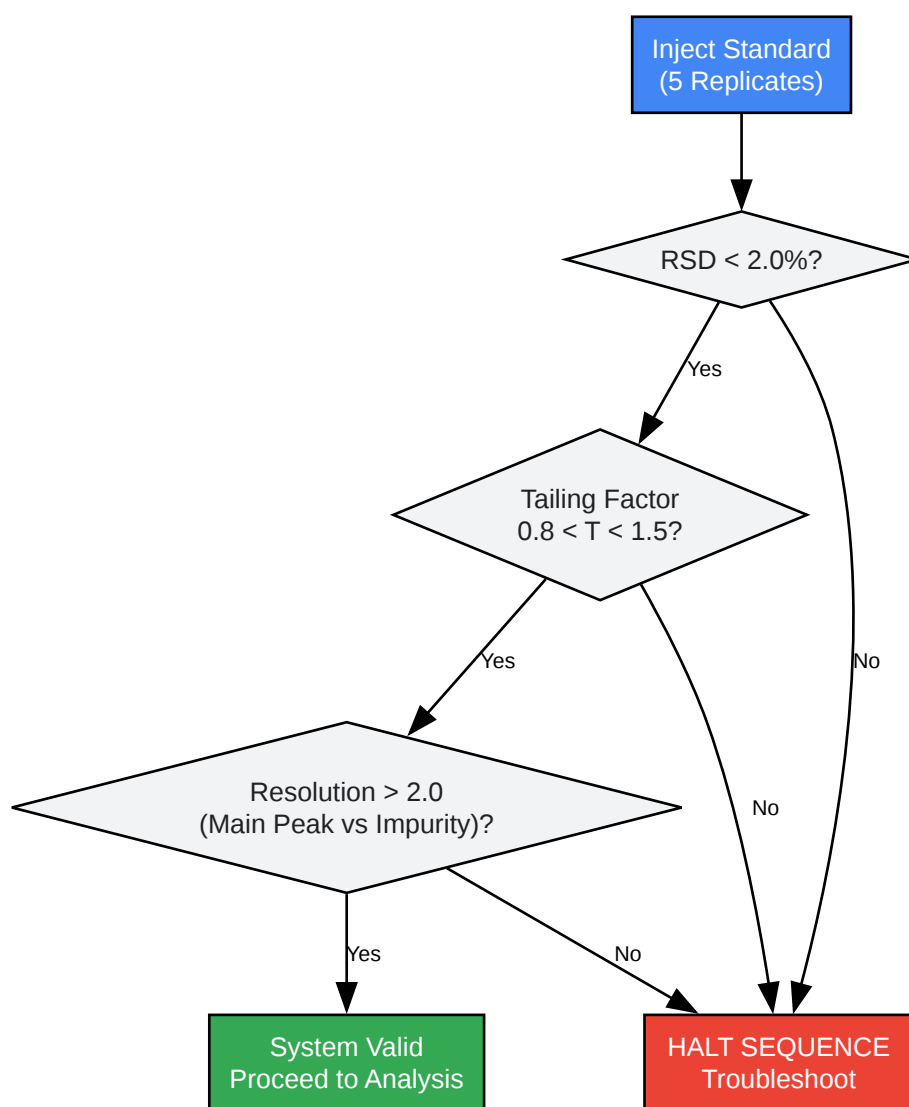 Inject Standard
(5 Replicates)
RSD < 2.0%?
Yes
Tailing Factor
0.8 < T < 1.5?
Yes
No
Resolution > 2.0
(Main Peak vs Impurity)?
No
Yes
No
System Valid
Proceed to Analysis
HALT SEQUENCE
Troubleshoot